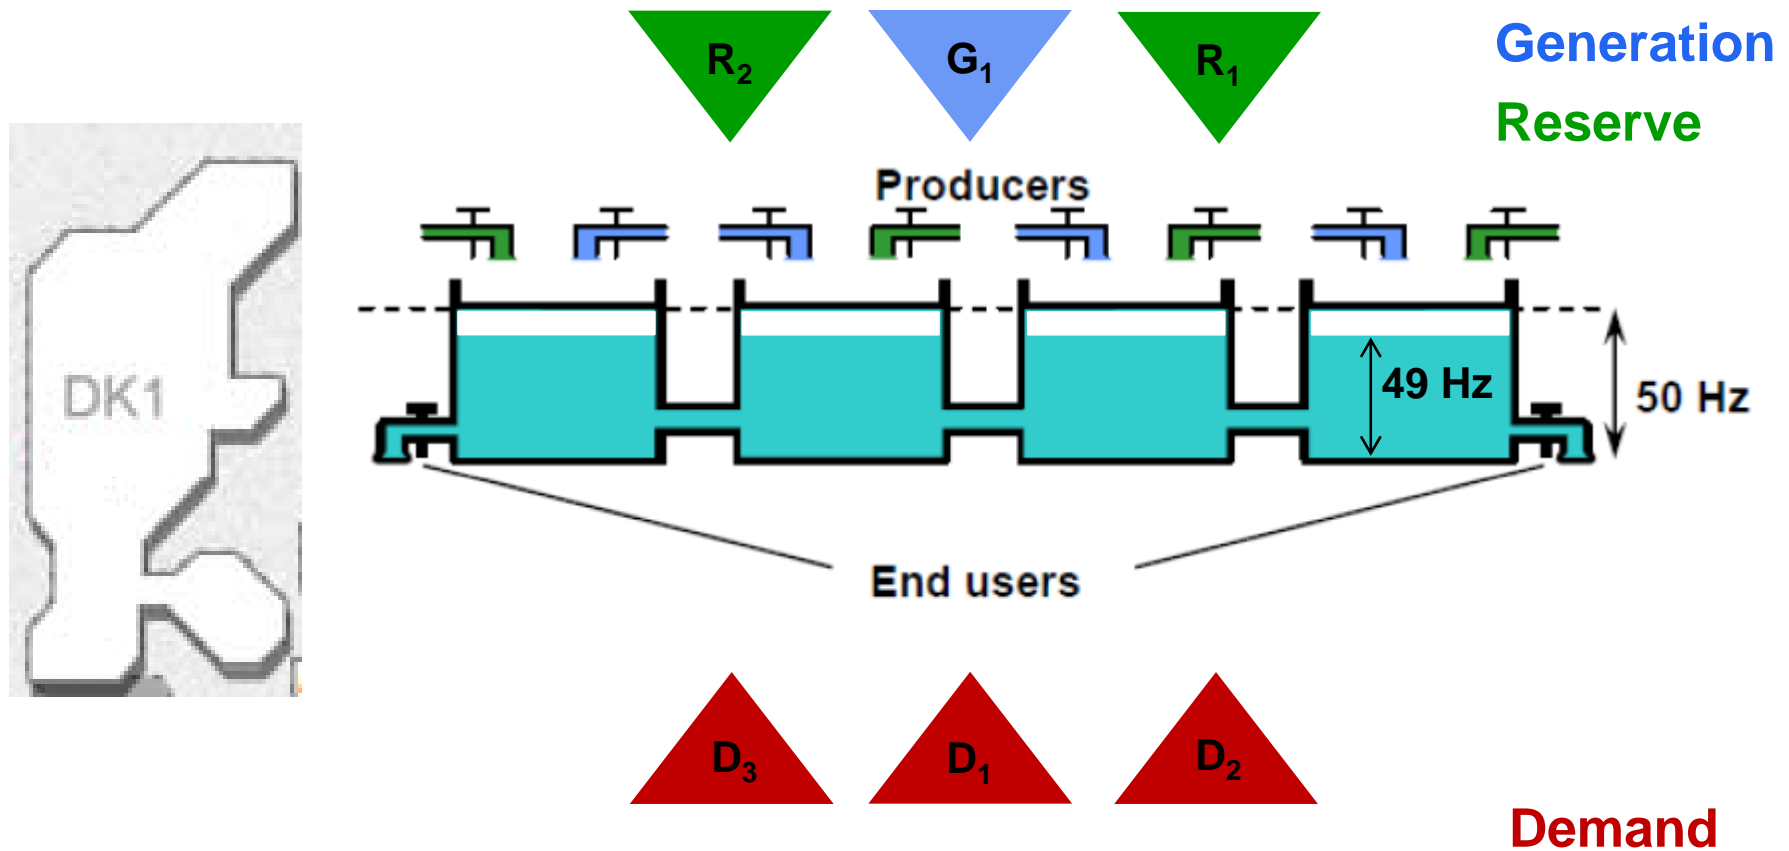 R2
G1
R1
Generation
Reserve
Producers
DK1
49 Hz
50 Hz
End users
D3
D1
D2
Demand